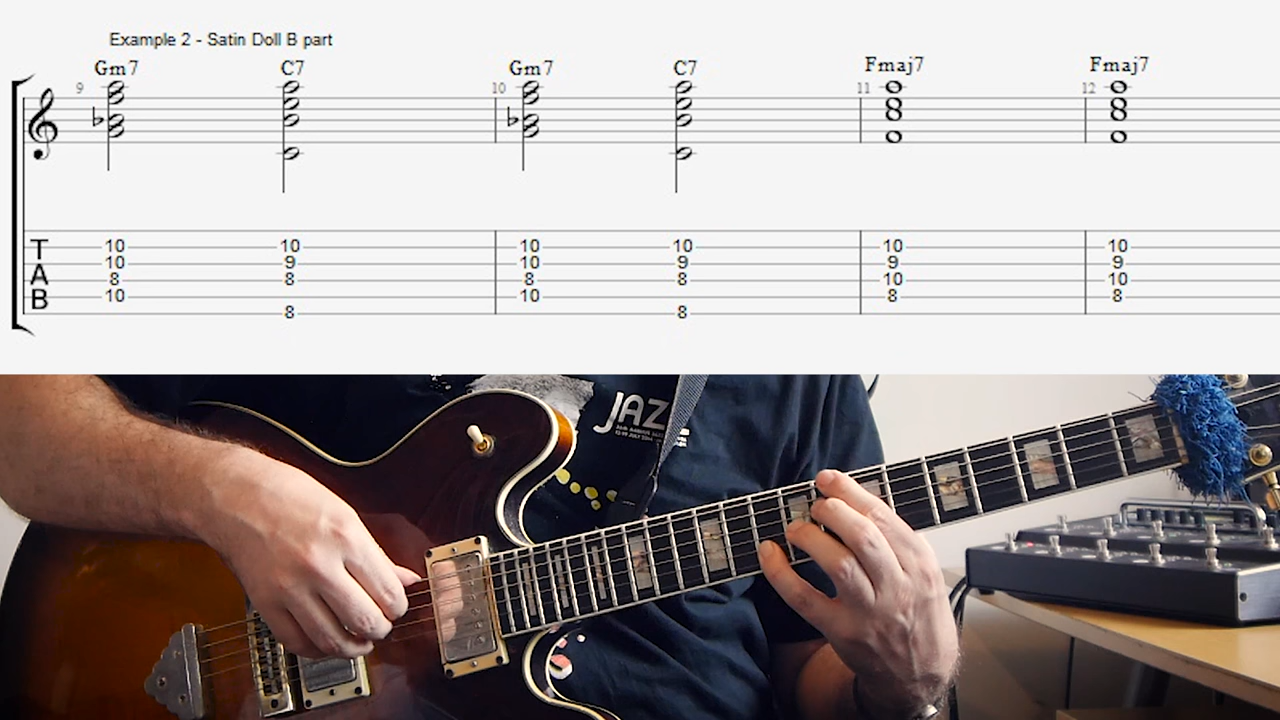 Example 2 - Satin Doll B part
Gm7 C7 Gm7 C7 Fmaj7 Fmaj7
9 10 11 12
T 10 10 10 10 10 10
10 9 10 9 9 9
A 8 8 8 8 10 10
B 10 10 8 8
8 8
JAZZ